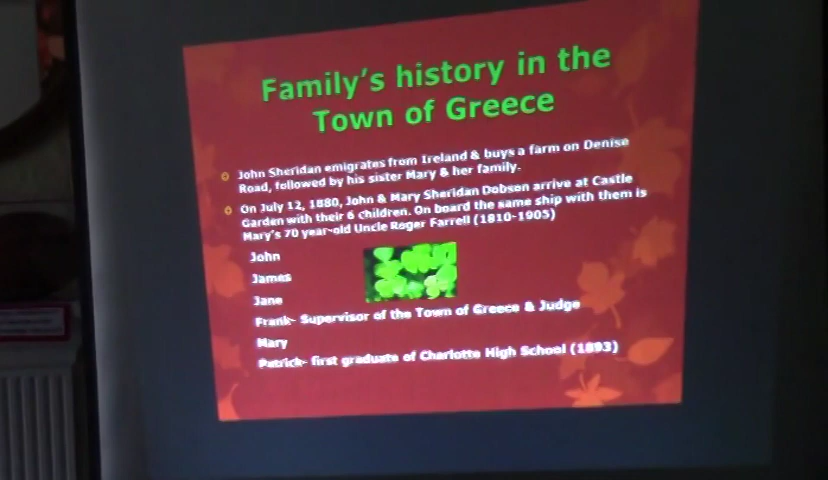 Family's history in the
Town of Greece
John Sheridan emigrates from Ireland & buys a farm on Denise
Road, followed by his sister Mary & her family.
On July 12, 1880, John & Mary Sheridan Dobson arrive at Castle
Garden with their 6 children. On board the same ship with them is
Mary's 70 year-old Uncle Roger Farrell (1810-1905)
John
James
Jane
Frank- Supervisor of the Town of Greece & Judge
Mary
Patrick- first graduate of Charlotte High School (1893)